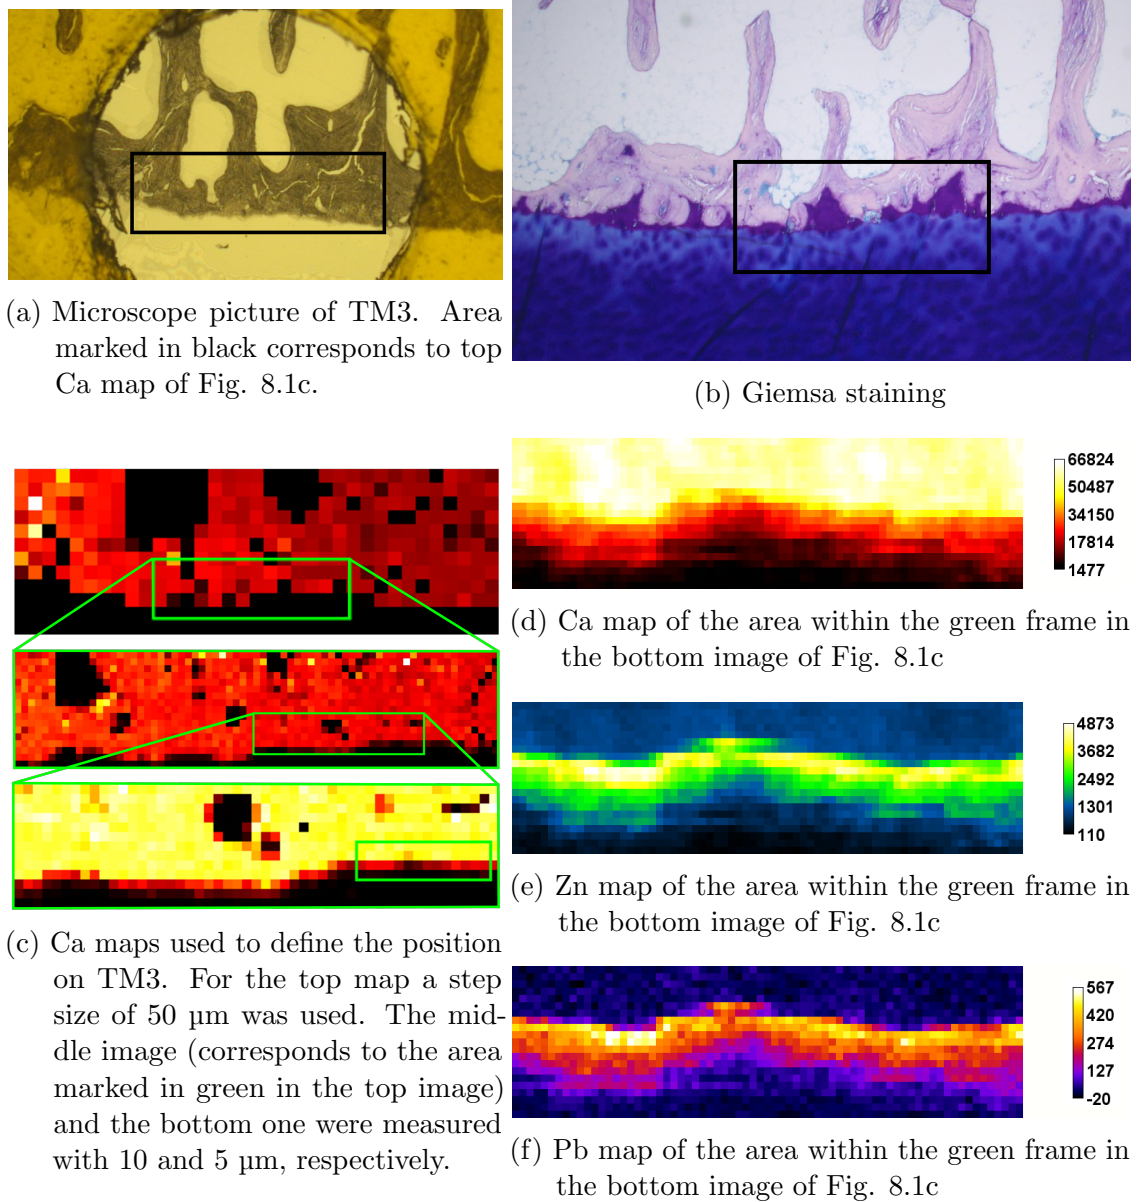 (a) Microscope picture of TM3. Area
marked in black corresponds to top
Ca map of Fig. 8.1c.
(b) Giemsa staining
(c) Ca maps used to define the position
on TM3. For the top map a step
size of 50 µm was used. The mid-
dle image (corresponds to the area
marked in green in the top image)
and the bottom one were measured
with 10 and 5 µm, respectively.
66824
50487
34150
17814
1477
(d) Ca map of the area within the green frame in
the bottom image of Fig. 8.1c
4873
3682
2492
1301
110
(e) Zn map of the area within the green frame in
the bottom image of Fig. 8.1c
567
420
274
127
-20
(f) Pb map of the area within the green frame in
the bottom image of Fig. 8.1c